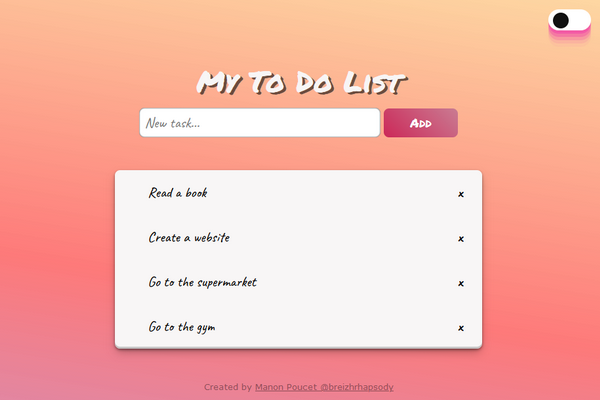 My To Do List
New task...
Add
Read a book x
Create a website x
Go to the supermarket x
Go to the gym x
Created by Manon Poucet @breizhrhapsody